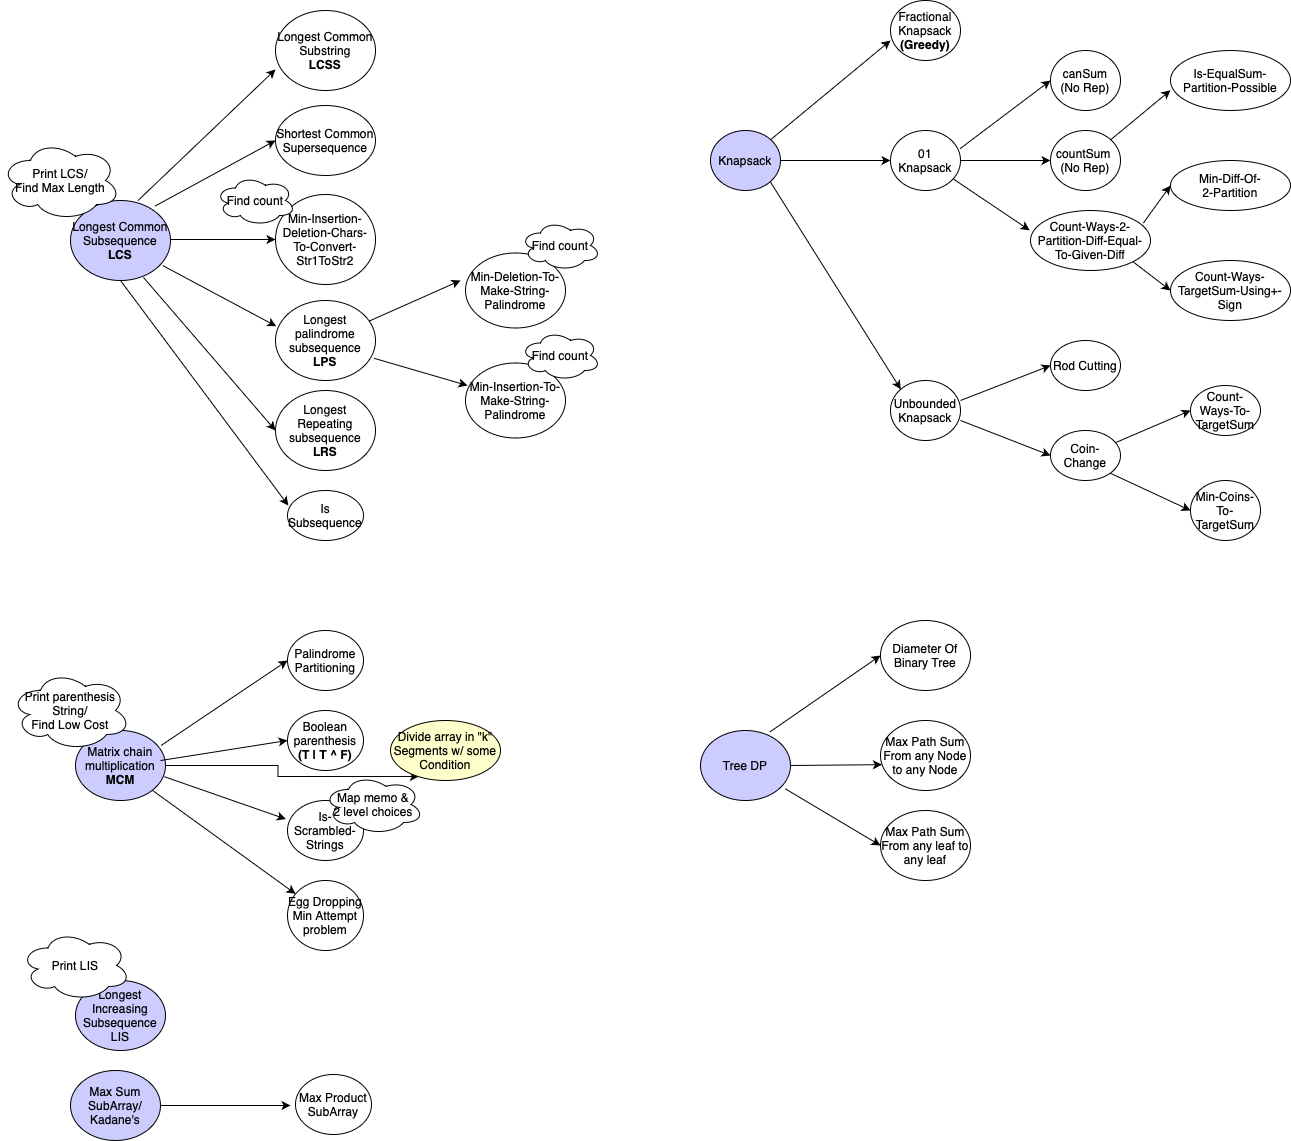 Longest Common
Substring
LCSS
Shortest Common
Supersequence
Print LCS/
Find Max Length
Longest Common
Subsequence
LCS
Find count
Min-Insertion-
Deletion-Chars-
To-Convert-
Str1ToStr2
Longest
palindrome
subsequence
LPS
Find count
Min-Deletion-To-
Make-String-
Palindrome
Find count
Min-Insertion-To-
Make-String-
Palindrome
Longest
Repeating
subsequence
LRS
Is
Subsequence
Fractional
Knapsack
(Greedy)
Knapsack
01
Knapsack
canSum
(No Rep)
countSum
(No Rep)
Is-EqualSum-
Partition-Possible
Count-Ways-2-
Partition-Diff-Equal-
To-Given-Diff
Min-Diff-Of-
2-Partition
Count-Ways-
TargetSum-Using+-
Sign
Unbounded
Knapsack
Rod Cutting
Coin-
Change
Count-
Ways-To-
TargetSum
Min-Coins-
To-
TargetSum
Print parenthesis
String/
Find Low Cost
Matrix chain
multiplication
MCM
Palindrome
Partitioning
Boolean
parenthesis
(T | T ^ F)
Divide array in "k"
Segments w/ some
Condition
Map memo &
2 level choices
Is-
Scrambled-
Strings
Egg Dropping
Min Attempt
problem
Tree DP
Diameter Of
Binary Tree
Max Path Sum
From any Node
to any Node
Max Path Sum
From any leaf to
any leaf
Print LIS
Longest
Increasing
Subsequence
LIS
Max Sum
SubArray/
Kadane's
Max Product
SubArray